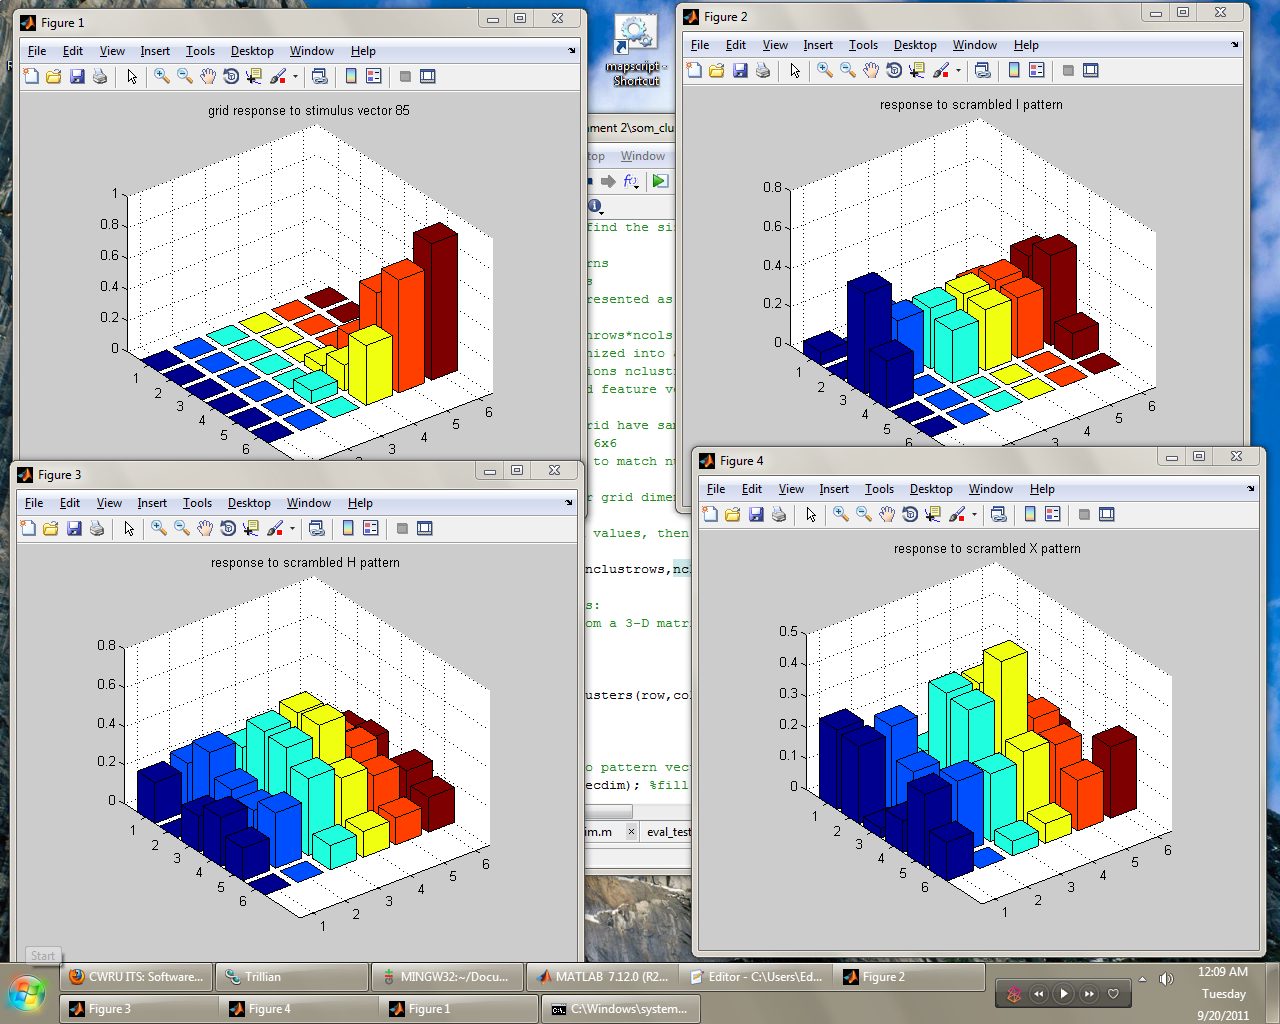 Figure 1
File Edit View Insert Tools Desktop Window Help
grid response to stimulus vector 85
1
0.8
0.6
0.4
0.2
0
1
2
3
4
5
6
3
4
5
6
mapscript -
Shortcut
Figure 2
File Edit View Insert Tools Desktop Window Help
response to scrambled I pattern
0.8
0.6
0.4
0.2
0
1
2
3
4
5
6
3
4
5
6
nment 2\som_clu
top Window
find the si
rns
s
resented as
nrows*ncols
nized into a
ions nclust
d feature ve
rid have sam
6x6
to match nu
r grid dimen
values, then
nclustrows,ncl
s:
om a 3-D matri
usters(row,col
o pattern vect
ecdim); %fill
im.m × eval_test
Figure 3
File Edit View Insert Tools Desktop Window Help
response to scrambled H pattern
0.8
0.6
0.4
0.2
0
1
2
3
4
5
6
1
2
3
4
5
6
Figure 4
File Edit View Insert Tools Desktop Window Help
response to scrambled X pattern
0.5
0.4
0.3
0.2
0.1
0
1
2
3
4
5
6
1
2
3
4
5
6
Start
CWRU ITS: Software...
Trillian
MINGW32:~/Docu...
MATLAB 7.12.0 (R2...
Editor - C:\Users\Ed...
Figure 2
Figure 3
Figure 4
Figure 1
C:\Windows\system...
12:09 AM
Tuesday
9/20/2011